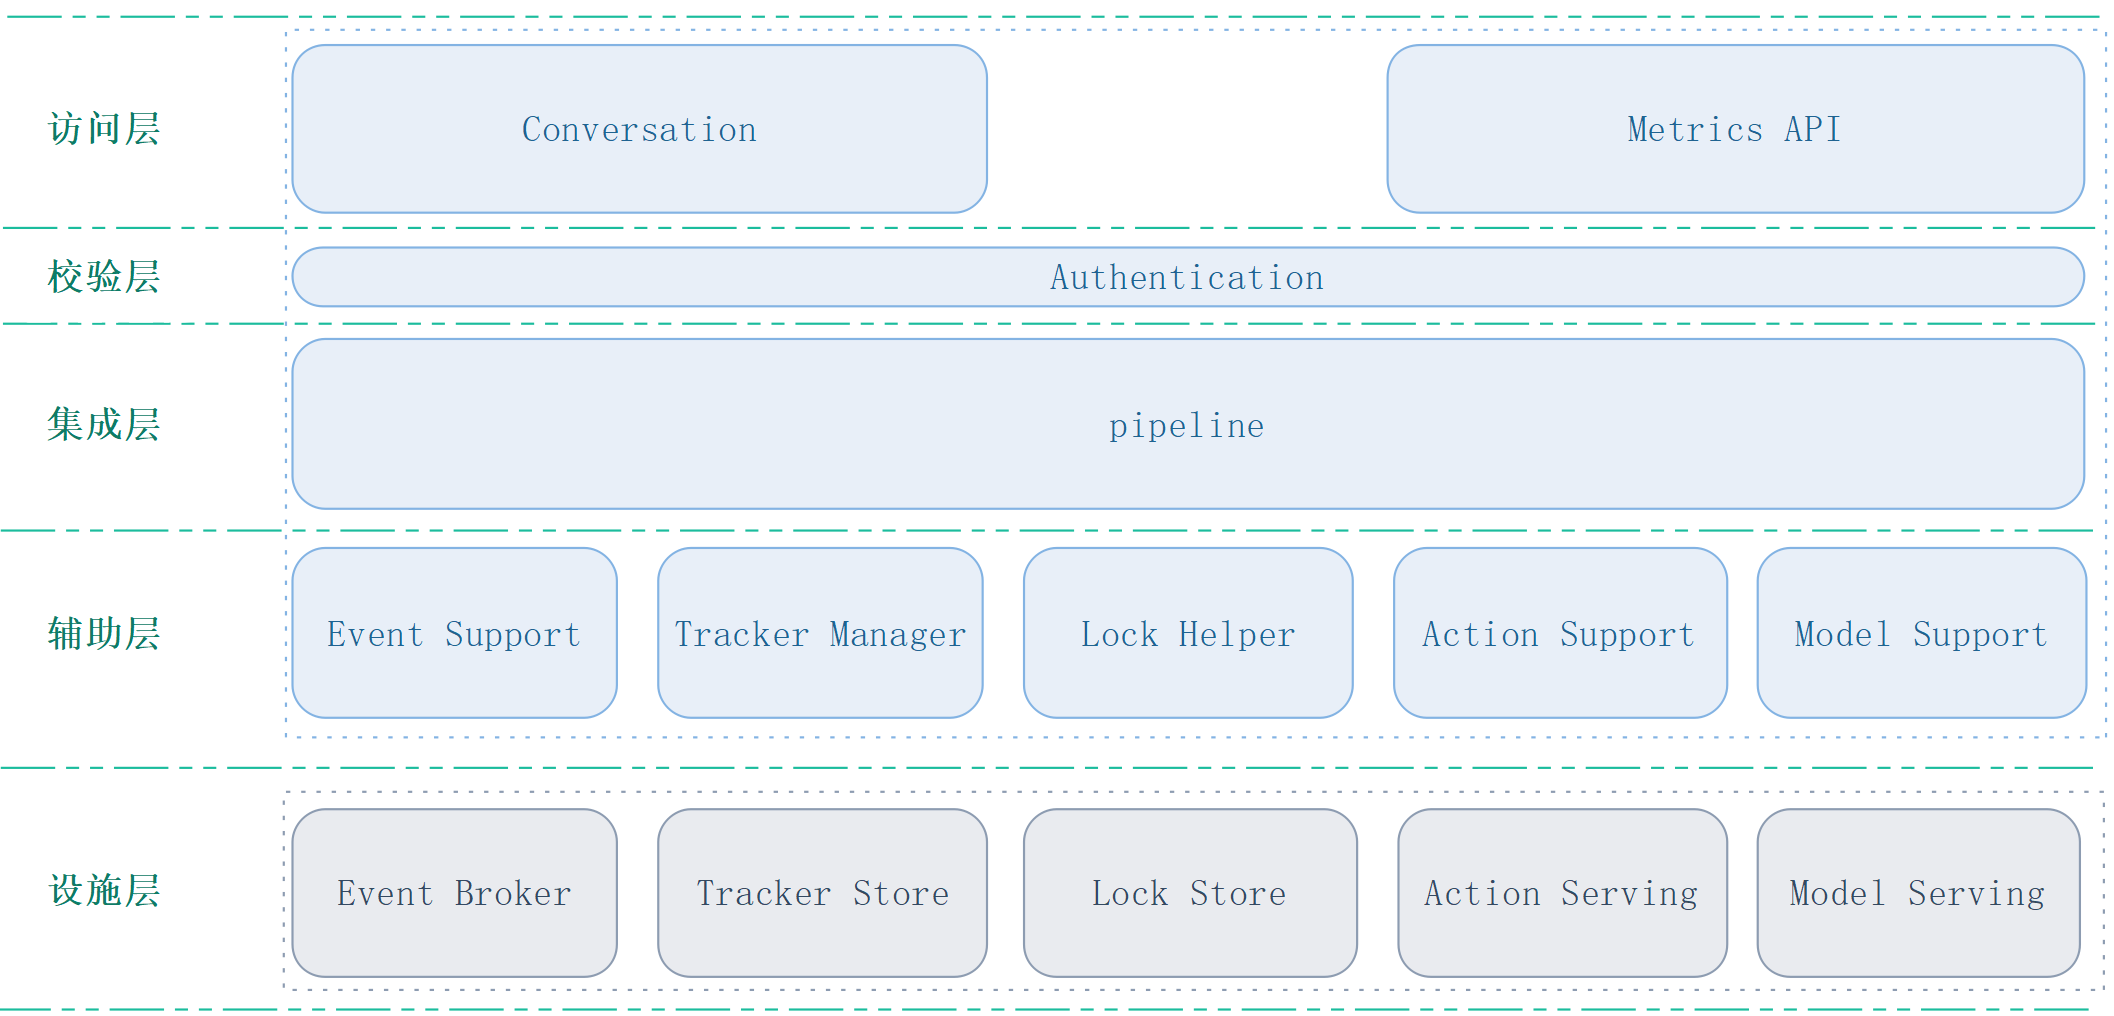 访问层
Conversation
Metrics API
校验层
Authentication
集成层
pipeline
辅助层
Event Support
Tracker Manager
Lock Helper
Action Support
Model Support
设施层
Event Broker
Tracker Store
Lock Store
Action Serving
Model Serving